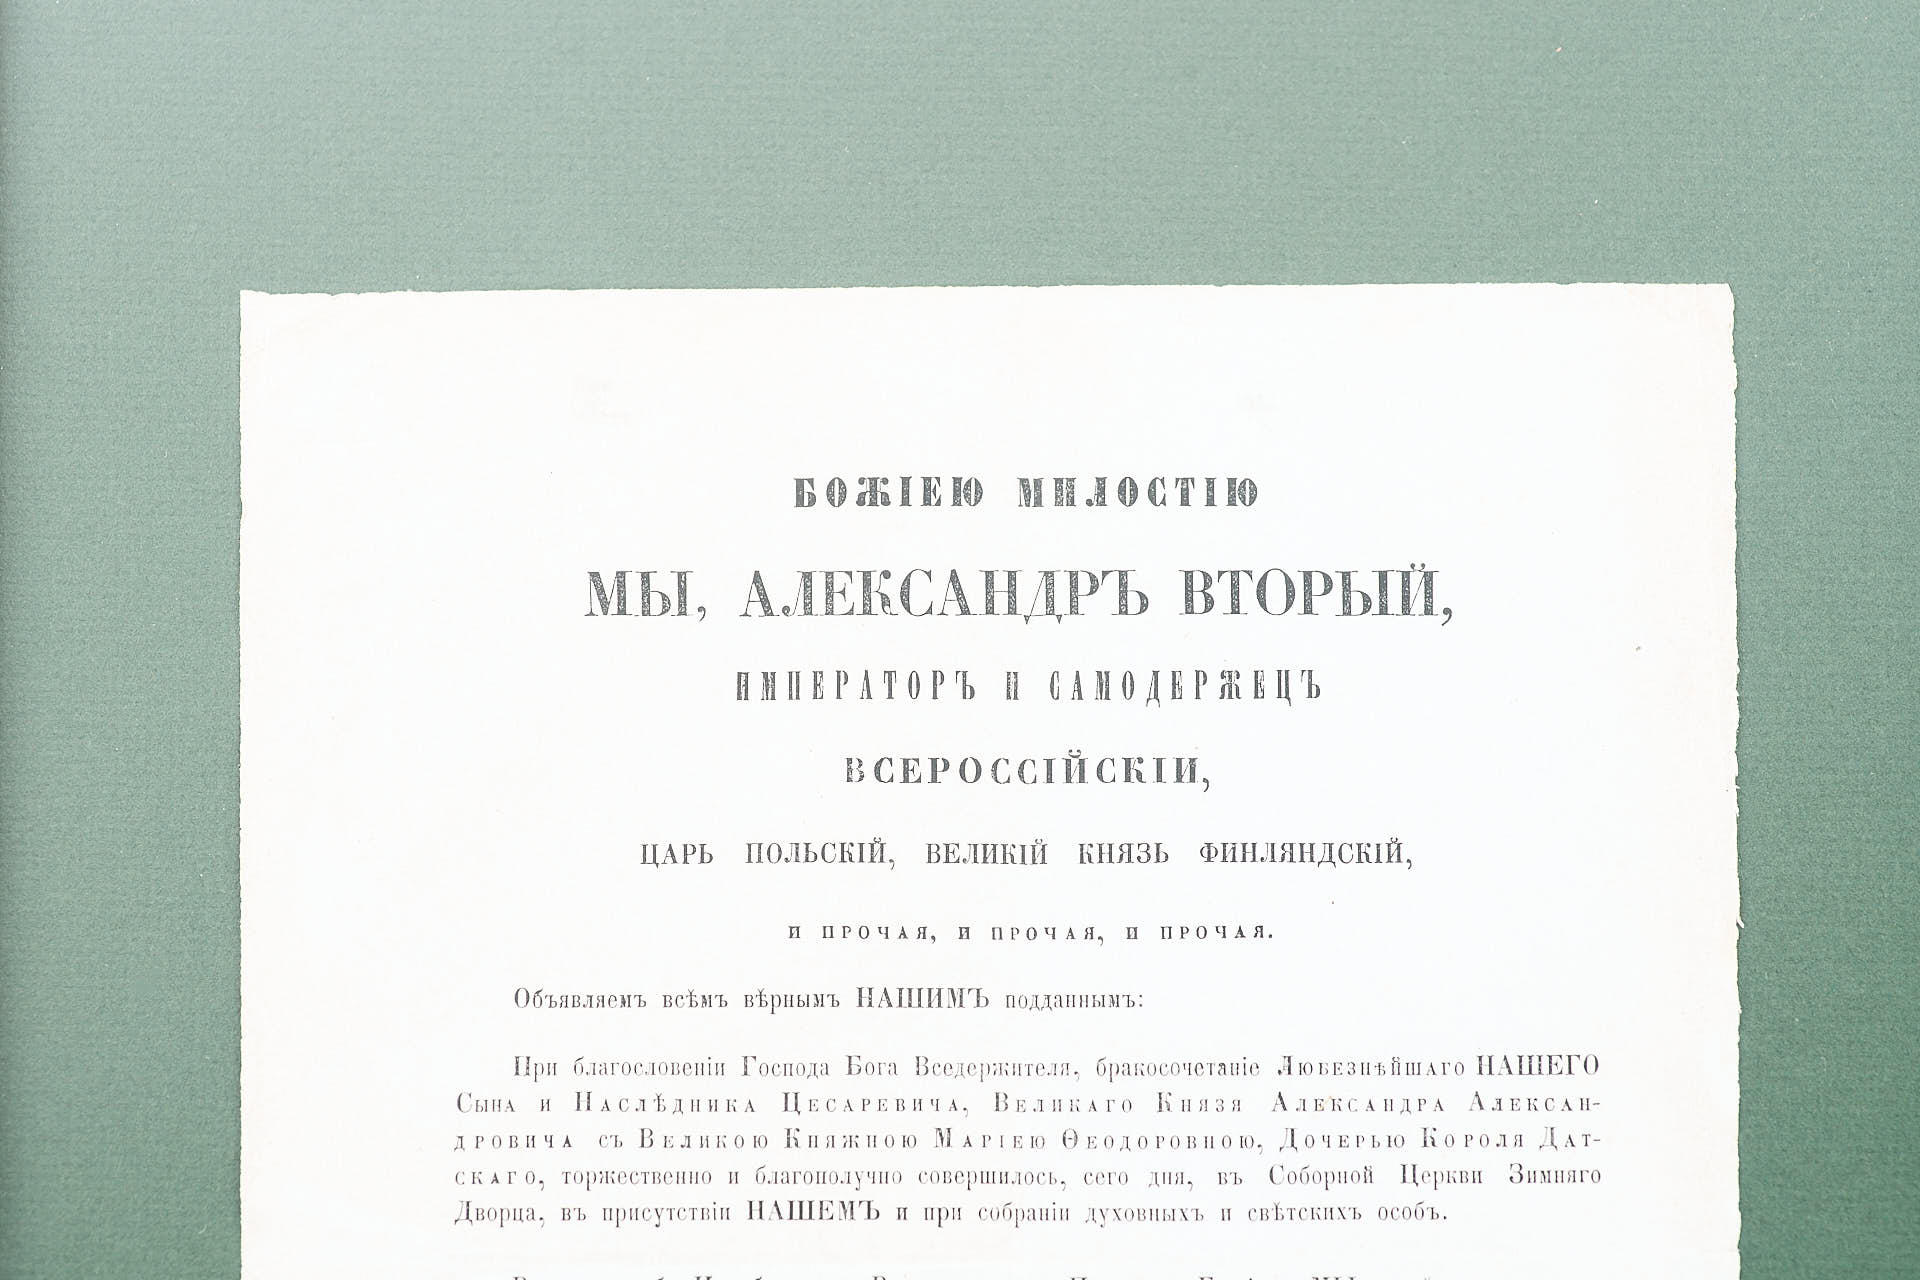 БОЖІЕЮ МИЛОСТІЮ
МЫ, АЛЕКСАНДРЪ ВТОРЫЙ,
ИМПЕРАТОРЪ И САМОДЕРЖЕЦЪ
ВСЕРОССІЙСКІИ,
ЦАРЬ ПОЛЬСКІЙ, ВЕЛИКІЙ КНЯЗЬ ФИНЛЯНДСКІЙ,
И ПРОЧАЯ, И ПРОЧАЯ, И ПРОЧАЯ.
Объявляемъ всѣмъ вѣрнымъ НАШИМЪ подданнымъ:
При благословеніи Господа Бога Вседержителя, бракосочетаніе Любезнѣйшаго НАШЕГО
Сына и Наслѣдника Цесаревича, Великаго Князя Александра Алексан-
дровича съ Великою Княжною Маріею Ѳеодоровною, Дочерью Короля Дат-
скаго, торжественно и благополучно совершилось, сего дня, въ Соборной Церкви Зимняго
Дворца, въ присутствіи НАШЕМЪ и при собраніи духовныхъ и свѣтскихъ особъ.